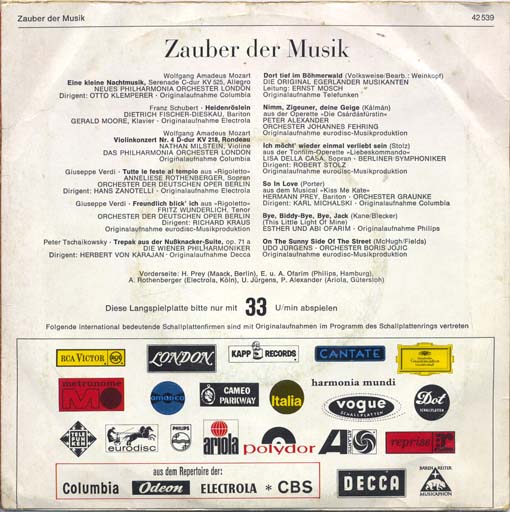 Zauber der Musik
42 539
Zauber der Musik
Wolfgang Amadeus Mozart
Eine kleine Nachtmusik, Serenade C-dur KV 525, Allegro
NEUES PHILHARMONIA ORCHESTER LONDON
Dirigent: OTTO KLEMPERER · Originalaufnahme Columbia
Franz Schubert · Heidenröslein
DIETRICH FISCHER-DIESKAU, Bariton
GERALD MOORE, Klavier · Originalaufnahme Electrola
Wolfgang Amadeus Mozart
Violinkonzert Nr. 4 D-dur KV 218, Rondeau
NATHAN MILSTEIN, Violine
DAS PHILHARMONIA ORCHESTER LONDON
Originalaufnahme Columbia
Giuseppe Verdi · Tutte le feste al tempio aus »Rigoletto«
ANNELIESE ROTHENBERGER, Sopran
ORCHESTER DER DEUTSCHEN OPER BERLIN
Dirigent: HANS ZANOTELLI · Originalaufnahme Electrola
Giuseppe Verdi · Freundlich blick' ich aus »Rigoletto«
FRITZ WUNDERLICH, Tenor
ORCHESTER DER DEUTSCHEN OPER BERLIN
Dirigent: RICHARD KRAUS
Originalaufnahme eurodisc-Musikproduktion
Peter Tschaikowsky · Trepak aus der Nußknacker-Suite, op. 71 a
DIE WIENER PHILHARMONIKER
Dirigent: HERBERT VON KARAJAN · Originalaufnahme Decca
Dort tief im Böhmerwald (Volksweise/Bearb.: Weinkopf)
DIE ORIGINAL EGERLÄNDER MUSIKANTEN
Leitung: ERNST MOSCH
Originalaufnahme Telefunken
Nimm, Zigeuner, deine Geige (Kálmán)
aus der Operette »Die Csárdásfürstin«
PETER ALEXANDER
ORCHESTER JOHANNES FEHRING
Originalaufnahme eurodisc-Musikproduktion
Ich möcht' wieder einmal verliebt sein (Stolz)
aus der Tonfilm-Operette »Liebeskommando«
LISA DELLA CASA, Sopran · BERLINER SYMPHONIKER
Dirigent: ROBERT STOLZ
Originalaufnahme eurodisc-Musikproduktion
So In Love (Porter)
aus dem Musical »Kiss Me Kate«
HERMANN PREY, Bariton · ORCHESTER GRAUNKE
Dirigent: KARL MICHALSKI · Originalaufnahme Columbia
Bye, Biddy-Bye, Bye, Jack (Kane/Blecker)
(This Little Light Of Mine)
ESTHER UND ABI OFARIM · Originalaufnahme Philips
On The Sunny Side Of The Street (McHugh/Fields)
UDO JÜRGENS · ORCHESTER BORIS JOJIC
Originalaufnahme eurodisc-Musikproduktion
Vorderseite: H. Prey (Maack, Berlin), E. u. A. Ofarim (Philips, Hamburg),
A. Rothenberger (Electrola, Köln), U. Jürgens, P. Alexander (Ariola, Gütersloh)
Diese Langspielplatte bitte nur mit 33 U/min abspielen
Folgende international bedeutende Schallplattenfirmen sind mit Originalaufnahmen im Programm des Schallplattenrings vertreten
RCA VICTOR
LONDON
KAPP RECORDS
CANTATE
Deutsche Grammophon Gesellschaft
metronome
amadeo
CAMEO PARKWAY
Italia
harmonia mundi
vogue
SCHALLPLATTEN
Dot
SCHALLPLATTEN
TELEFUNKEN
eurodisc
PHILIPS
ariola
polydor
reprise
aus dem Repertoire der:
Columbia Odeon ELECTROLA * CBS
DECCA
BÄRENREITER
MUSICAPHON